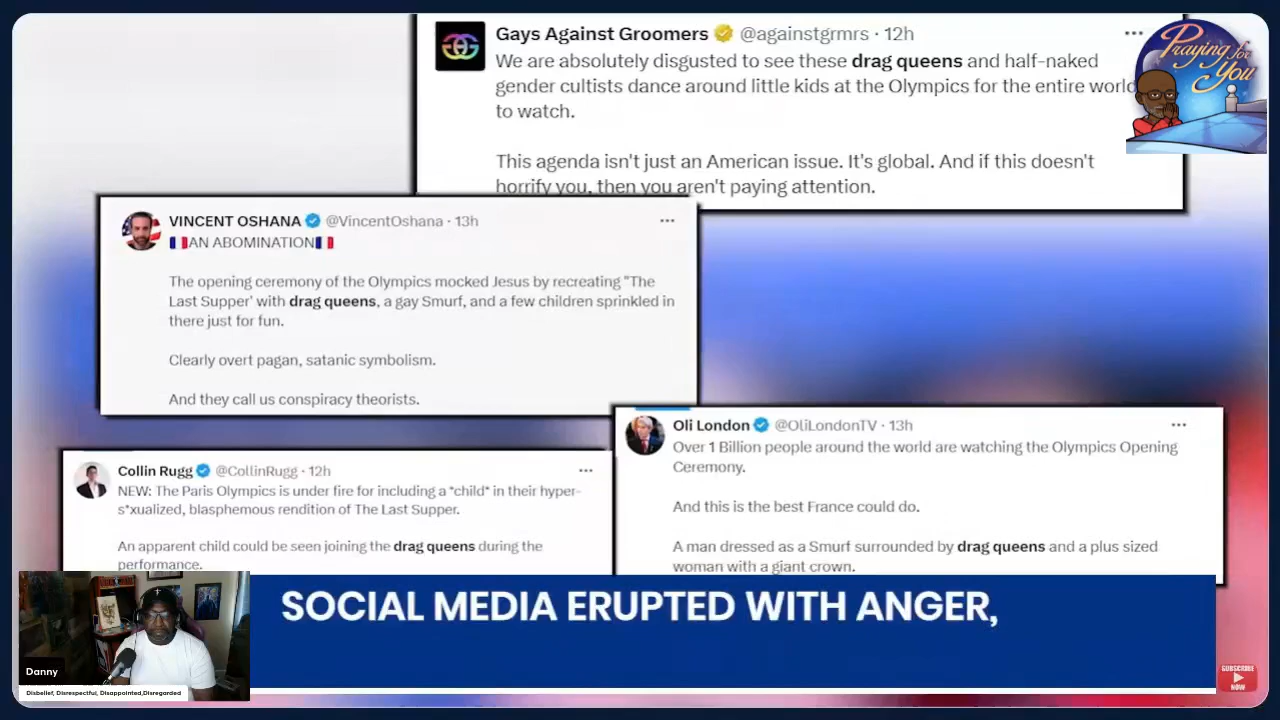 Gays Against Groomers @againstgrmrs · 12h
We are absolutely disgusted to see these drag queens and half-naked
gender cultists dance around little kids at the Olympics for the entire world
to watch.
This agenda isn't just an American issue. It's global. And if this doesn't
horrify you, then you aren't paying attention.
Praying for
You
VINCENT OSHANA @VincentOshana · 13h
🇫🇷AN ABOMINATION🇫🇷
The opening ceremony of the Olympics mocked Jesus by recreating "The
Last Supper' with drag queens, a gay Smurf, and a few children sprinkled in
there just for fun.
Clearly overt pagan, satanic symbolism.
And they call us conspiracy theorists.
Oli London @OliLondonTV · 13h
Over 1 Billion people around the world are watching the Olympics Opening
Ceremony.
And this is the best France could do.
A man dressed as a Smurf surrounded by drag queens and a plus sized
woman with a giant crown.
Collin Rugg @CollinRugg · 12h
NEW: The Paris Olympics is under fire for including a *child* in their hyper-
s*xualized, blasphemous rendition of The Last Supper.
An apparent child could be seen joining the drag queens during the
performance.
SOCIAL MEDIA ERUPTED WITH ANGER,
Danny
Disbelief, Disrespectful, Disappointed,Disregarded
SUBSCRIBE
NOW